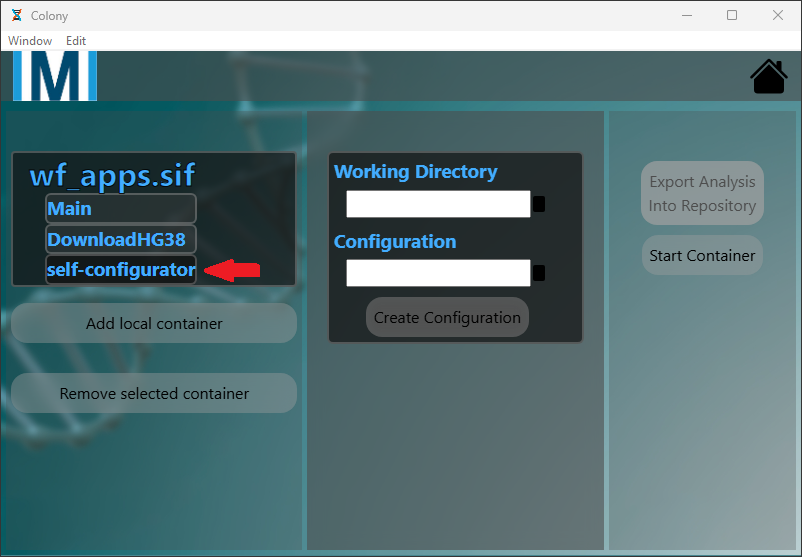 Colony
Window Edit
M
wf_apps.sif
Main
DownloadHG38
self-configurator
Add local container
Remove selected container
Working Directory
Configuration
Create Configuration
Export Analysis
Into Repository
Start Container